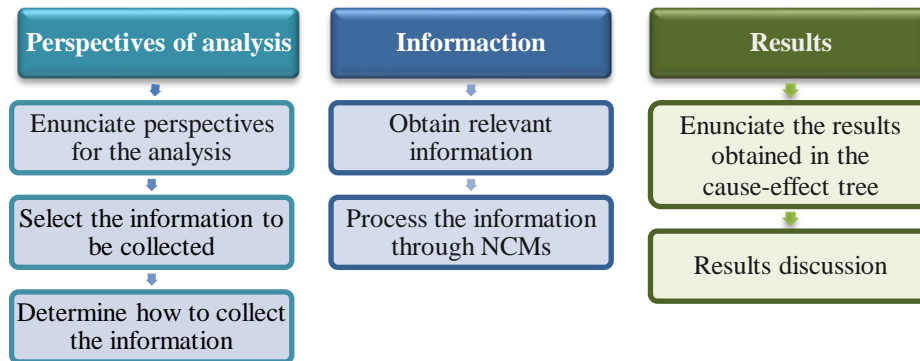 Perspectives of analysis
Enunciate perspectives
for the analysis
Select the information to
be collected
Determine how to collect
the information
Informaction
Obtain relevant
information
Process the information
through NCMs
Results
Enunciate the results
obtained in the
cause-effect tree
Results discussion